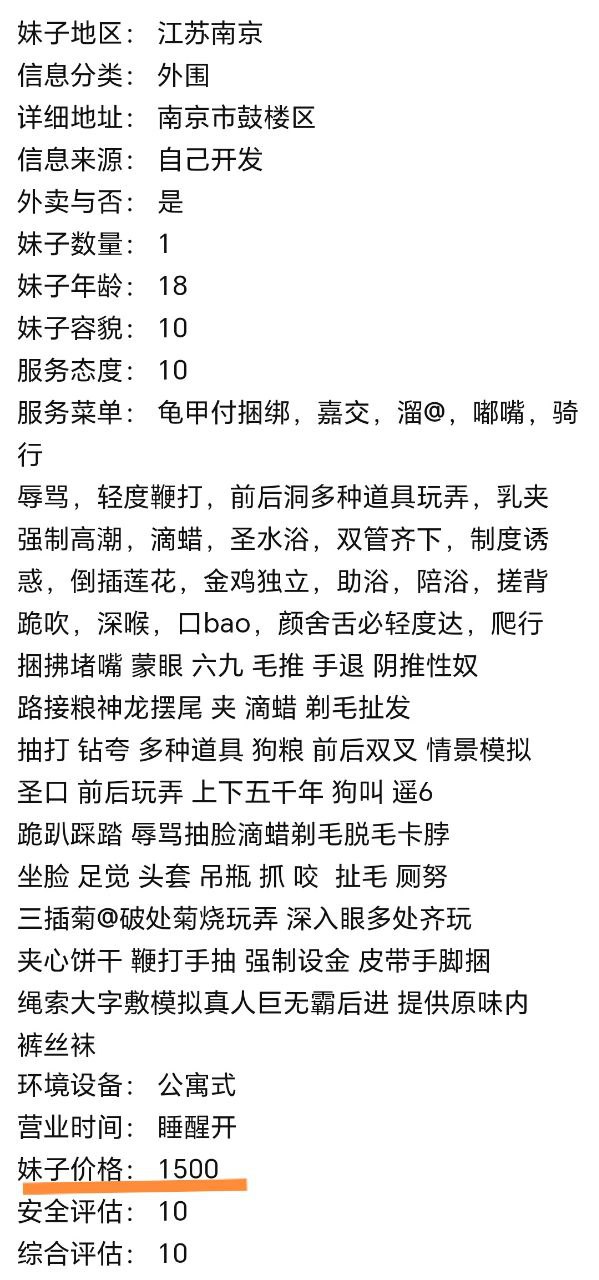 妹子地区： 江苏南京
信息分类： 外围
详细地址： 南京市鼓楼区
信息来源： 自己开发
外卖与否： 是
妹子数量： 1
妹子年龄： 18
妹子容貌： 10
服务态度： 10
服务菜单： 龟甲付捆绑，嘉交，溜@，嘟嘴，骑
行
辱骂，轻度鞭打，前后洞多种道具玩弄，乳夹
强制高潮，滴蜡，圣水浴，双管齐下，制度诱
惑，倒插莲花，金鸡独立，助浴，陪浴，搓背
跪吹，深喉，口bao，颜舍舌必轻度达，爬行
捆拂堵嘴 蒙眼 六九 毛推 手退 阴推性奴
路接粮神龙摆尾 夹 滴蜡 剃毛扯发
抽打 钻夸 多种道具 狗粮 前后双叉 情景模拟
圣口 前后玩弄 上下五千年 狗叫 遥6
跪趴踩踏 辱骂抽脸滴蜡剃毛脱毛卡脖
坐脸 足觉 头套 吊瓶 抓 咬 扯毛 厕努
三插菊@破处菊烧玩弄 深入眼多处齐玩
夹心饼干 鞭打手抽 强制设金 皮带手脚捆
绳索大字敷模拟真人巨无霸后进 提供原味内
裤丝袜
环境设备： 公寓式
营业时间： 睡醒开
妹子价格： 1500
安全评估： 10
综合评估： 10